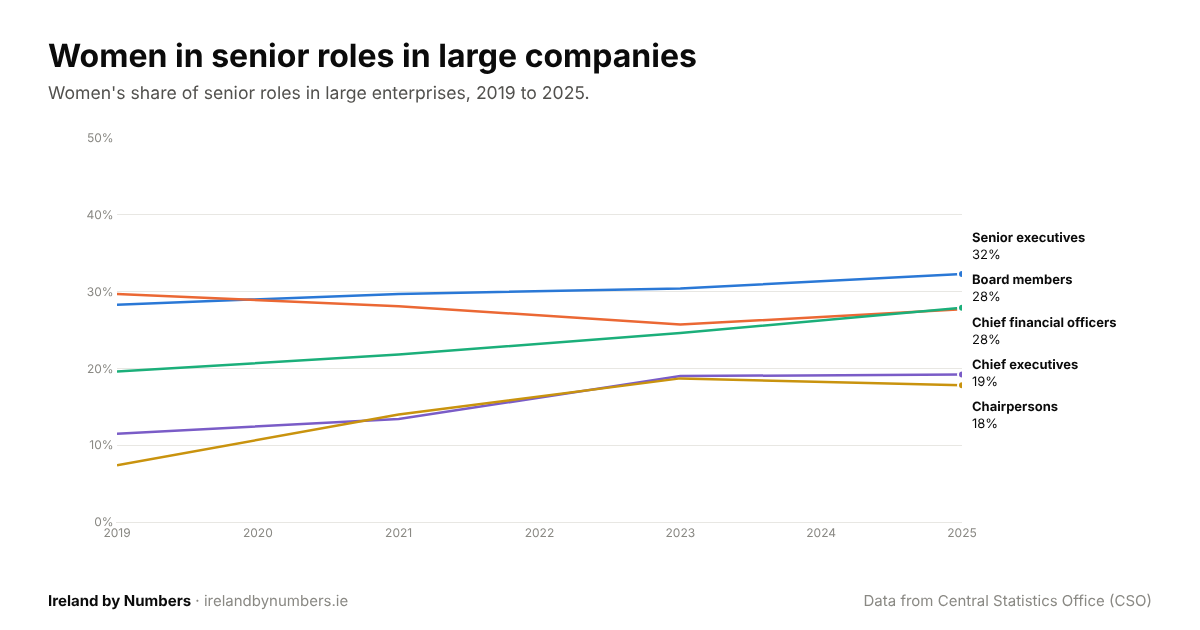 Women in senior roles in large companies
Women's share of senior roles in large enterprises, 2019 to 2025.
50%
40%
30%
20%
10%
0%
2019 2020 2021 2022 2023 2024 2025
Senior executives
32%
Board members
28%
Chief financial officers
28%
Chief executives
19%
Chairpersons
18%
Ireland by Numbers · irelandbynumbers.ie
Data from Central Statistics Office (CSO)